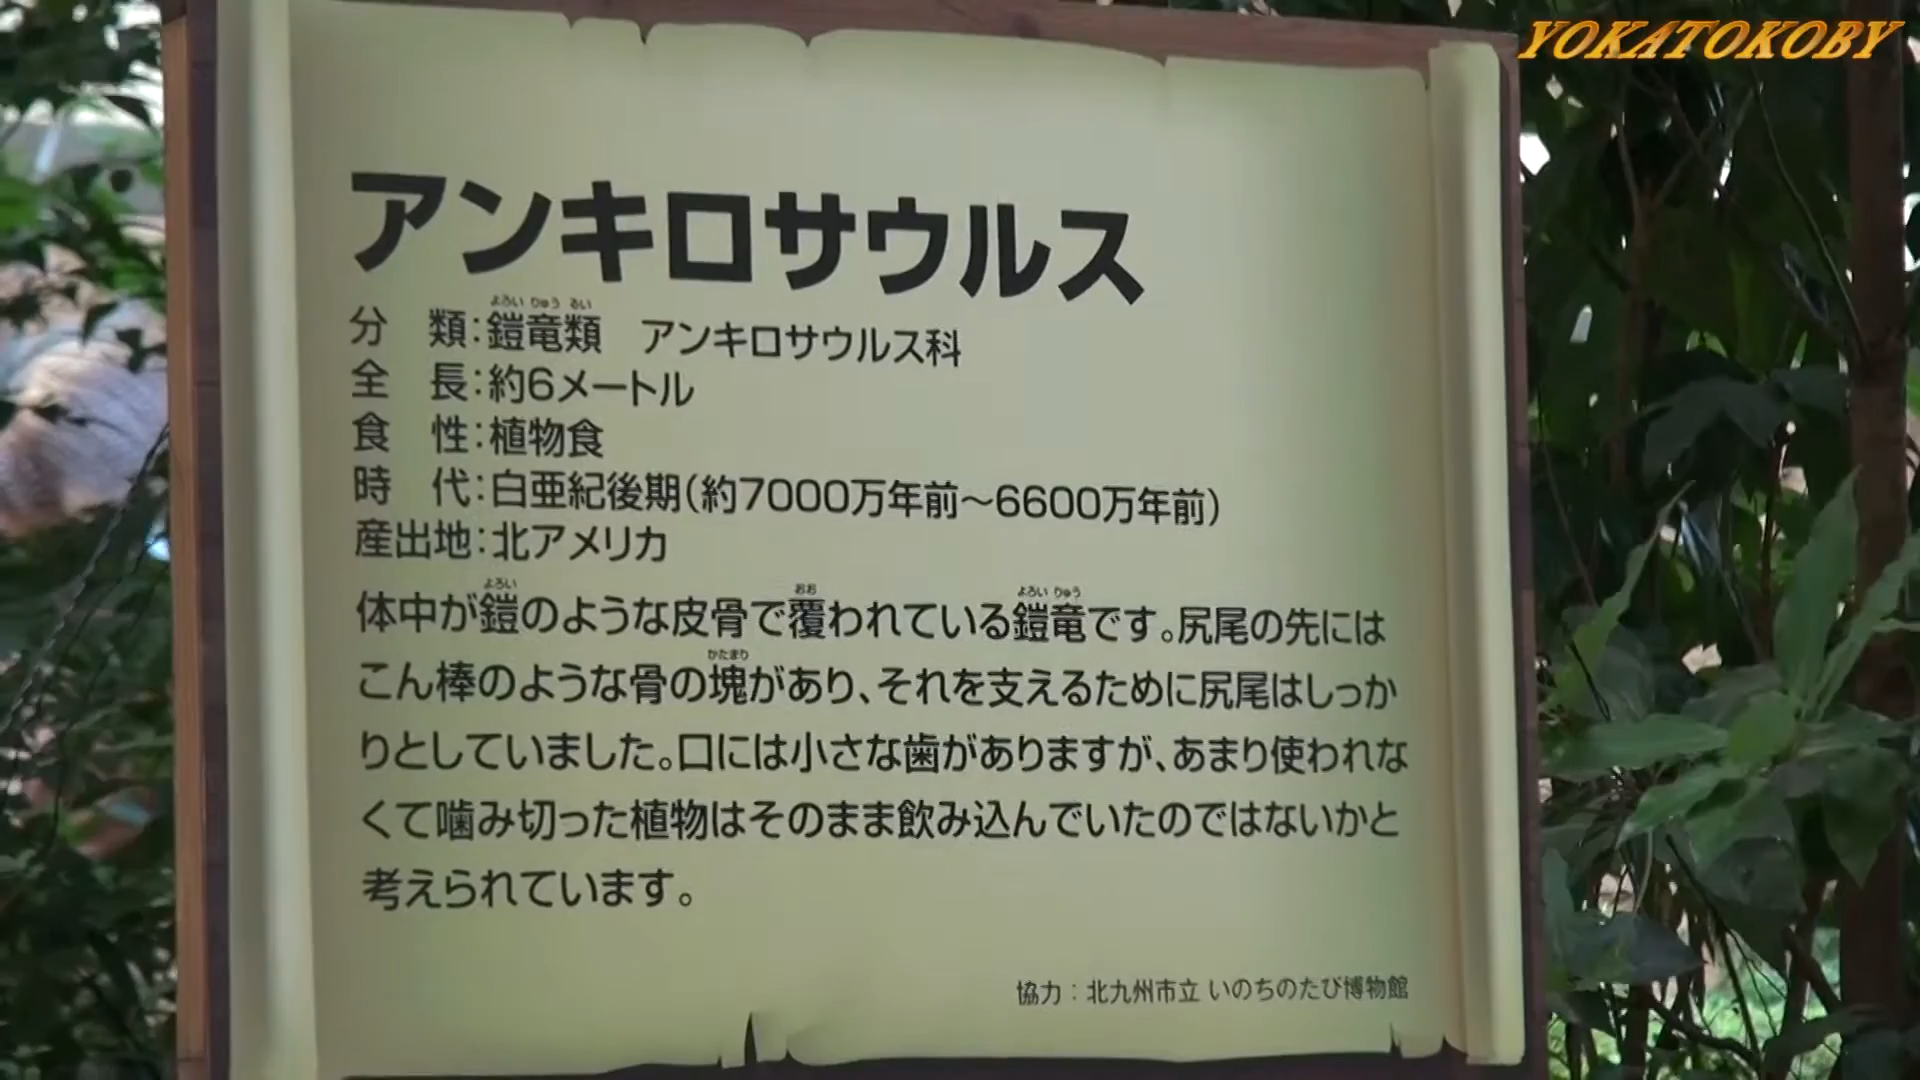 YOKATOKOBY
アンキロサウルス
よろい りゅう るい
分　類：鎧竜類　アンキロサウルス科
全　長：約6メートル
食　性：植物食
時　代：白亜紀後期（約7000万年前〜6600万年前）
産出地：北アメリカ
よろい おお よろい りゅう
体中が鎧のような皮骨で覆われている鎧竜です。尻尾の先には
かたまり
こん棒のような骨の塊があり、それを支えるために尻尾はしっか
りとしていました。口には小さな歯がありますが、あまり使われな
くて噛み切った植物はそのまま飲み込んでいたのではないかと
考えられています。
協力：北九州市立 いのちのたび博物館